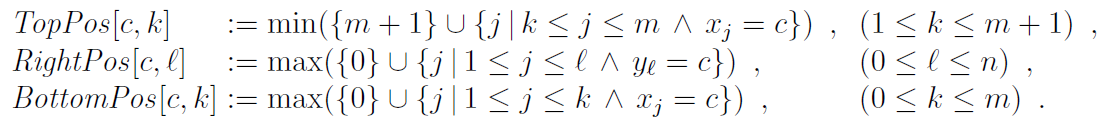 TopPos[c, k] := min({m + 1} ∪ {j | k ≤ j ≤ m ∧ x_j = c}) , (1 ≤ k ≤ m + 1) ,
RightPos[c, ℓ] := max({0} ∪ {j | 1 ≤ j ≤ ℓ ∧ y_ℓ = c}) , (0 ≤ ℓ ≤ n) ,
BottomPos[c, k] := max({0} ∪ {j | 1 ≤ j ≤ k ∧ x_j = c}) , (0 ≤ k ≤ m) .